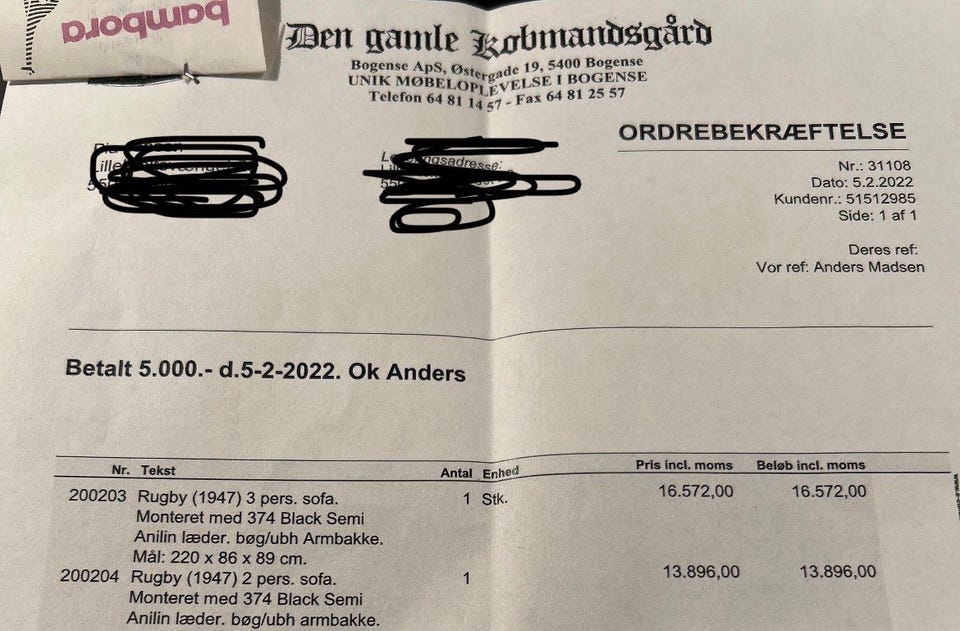 bambora
Den gamle Købmandsgård
Bogense ApS, Østergade 19, 5400 Bogense
UNIK MØBELOPLEVELSE I BOGENSE
Telefon 64 81 14 57 - Fax 64 81 25 57
ORDREBEKRÆFTELSE
Nr.: 31108
Dato: 5.2.2022
Kundenr.: 51512985
Side: 1 af 1
Deres ref:
Vor ref: Anders Madsen
Betalt 5.000.- d.5-2-2022. Ok Anders
Nr. Tekst Antal Enhed Pris incl. moms Beløb incl. moms
200203 Rugby (1947) 3 pers. sofa. 1 Stk. 16.572,00 16.572,00
Monteret med 374 Black Semi
Anilin læder. bøg/ubh Armbakke.
Mål: 220 x 86 x 89 cm.
200204 Rugby (1947) 2 pers. sofa. 1 13.896,00 13.896,00
Monteret med 374 Black Semi
Anilin læder. bøg/ubh armbakke.